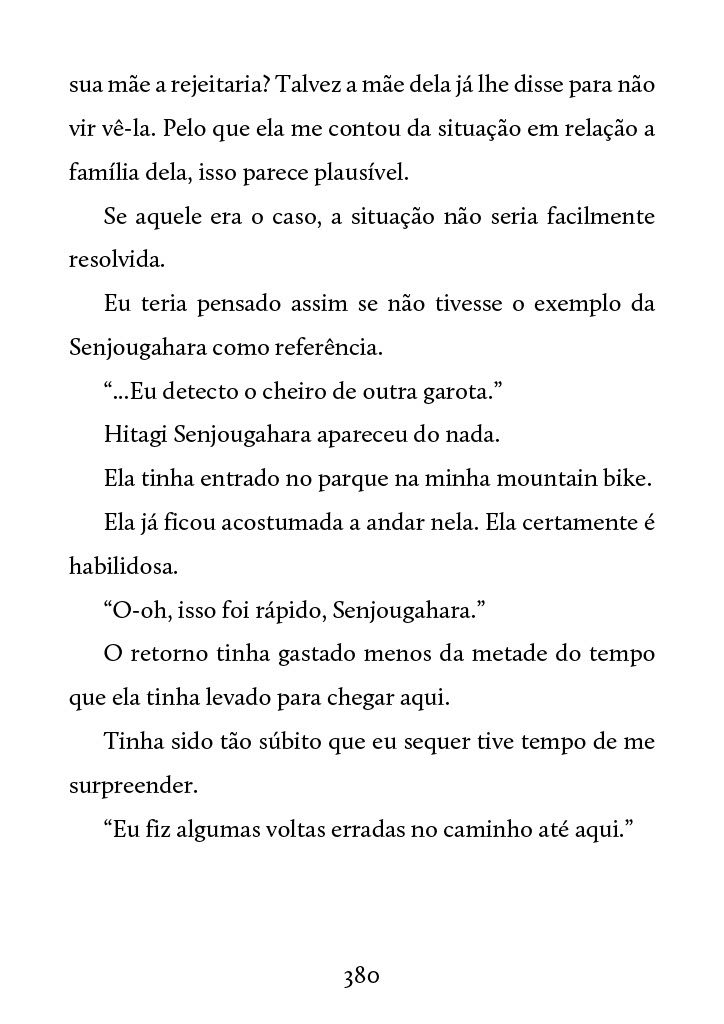 sua mãe a rejeitaria? Talvez a mãe dela já lhe disse para não
vir vê-la. Pelo que ela me contou da situação em relação a
família dela, isso parece plausível.
Se aquele era o caso, a situação não seria facilmente
resolvida.
Eu teria pensado assim se não tivesse o exemplo da
Senjougahara como referência.
“...Eu detecto o cheiro de outra garota.”
Hitagi Senjougahara apareceu do nada.
Ela tinha entrado no parque na minha mountain bike.
Ela já ficou acostumada a andar nela. Ela certamente é
habilidosa.
“O-oh, isso foi rápido, Senjougahara.”
O retorno tinha gastado menos da metade do tempo
que ela tinha levado para chegar aqui.
Tinha sido tão súbito que eu sequer tive tempo de me
surpreender.
“Eu fiz algumas voltas erradas no caminho até aqui.”
380